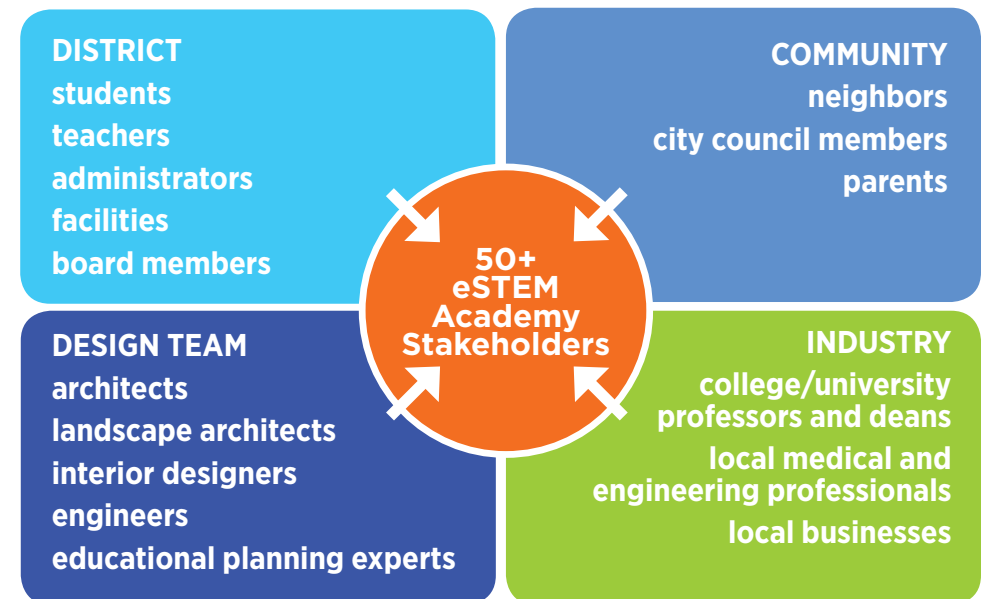 DISTRICT
students
teachers
administrators
facilities
board members
COMMUNITY
neighbors
city council members
parents
50+
eSTEM
Academy
Stakeholders
DESIGN TEAM
architects
landscape architects
interior designers
engineers
educational planning experts
INDUSTRY
college/university
professors and deans
local medical and
engineering professionals
local businesses